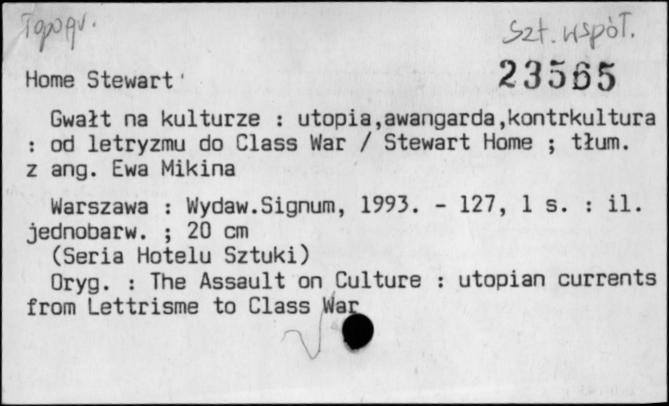 Topogr.
Szt. współ.
23565
Home Stewart
Gwałt na kulturze : utopia,awangarda,kontrkultura
: od letryzmu do Class War / Stewart Home ; tłum.
z ang. Ewa Mikina
Warszawa : Wydaw.Signum, 1993. - 127, 1 s. : il.
jednobarw. ; 20 cm
(Seria Hotelu Sztuki)
Oryg. : The Assault on Culture : utopian currents
from Lettrisme to Class War